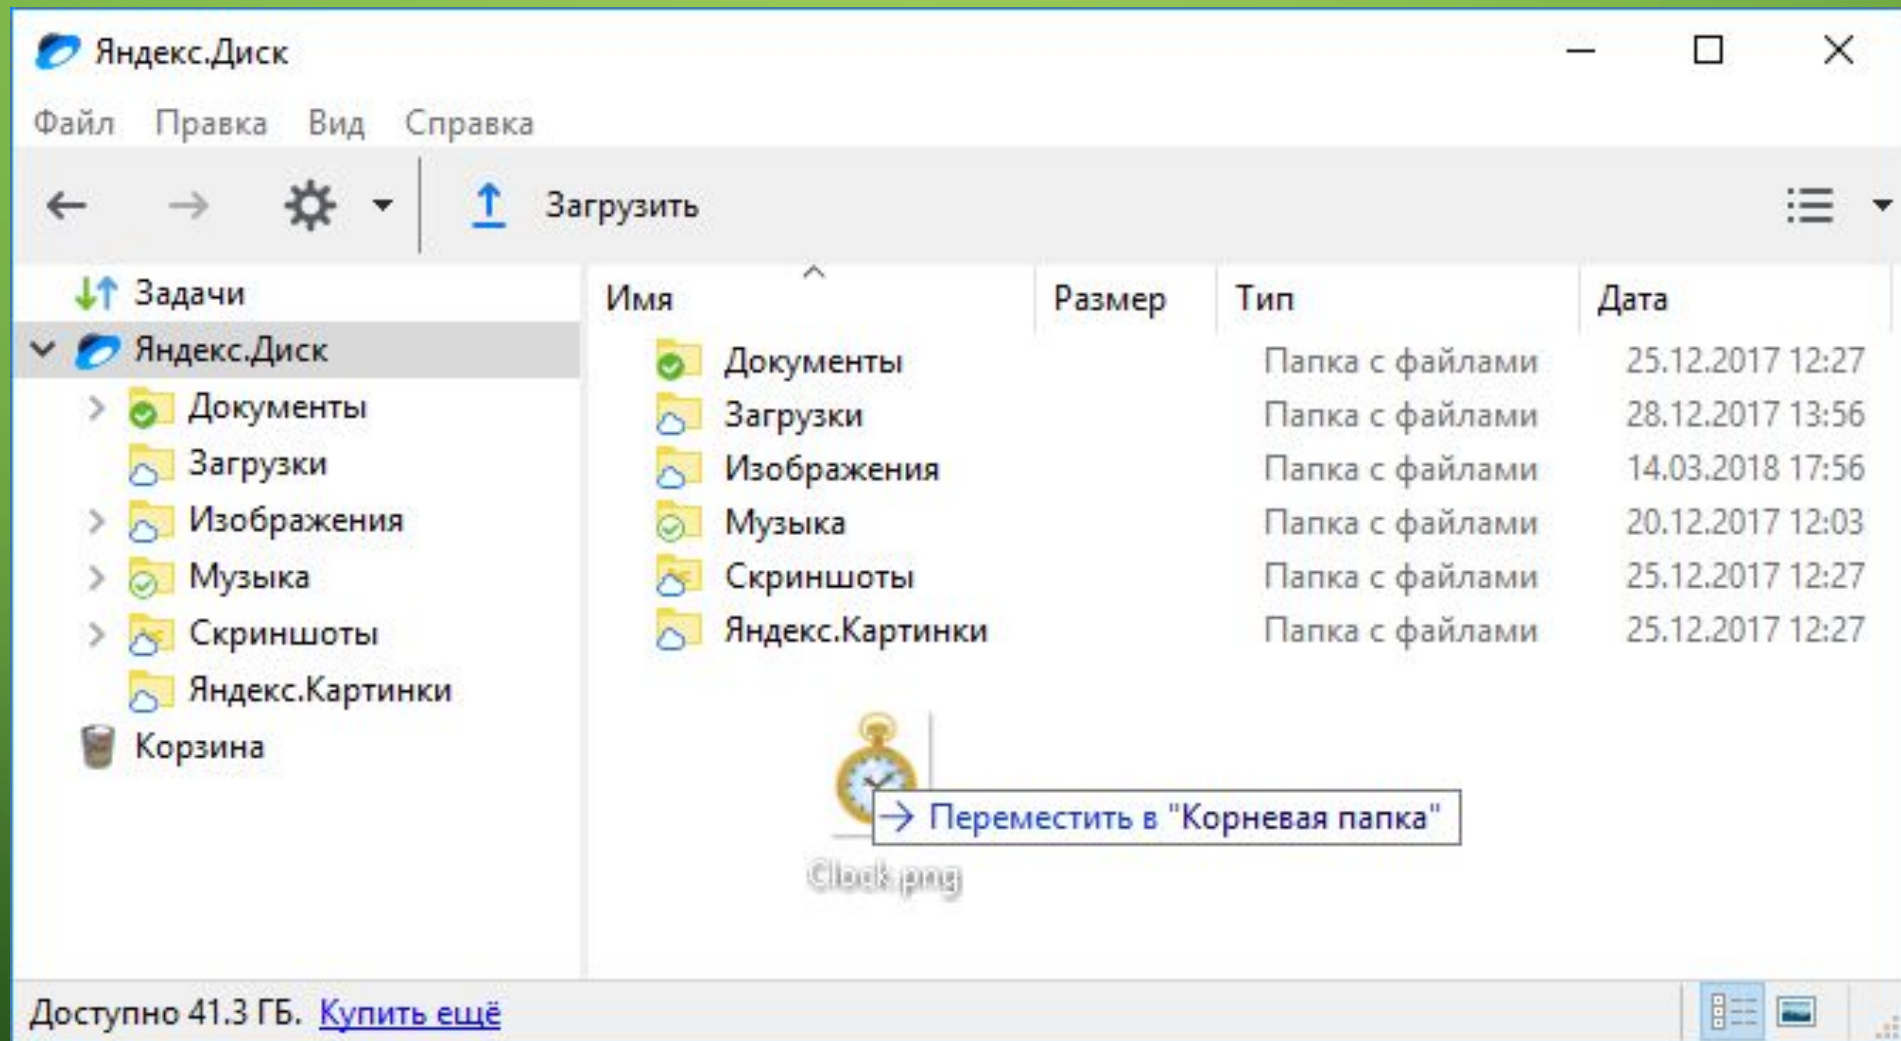 Яндекс.Диск
Файл Правка Вид Справка
Загрузить
Задачи
Яндекс.Диск
Документы
Загрузки
Изображения
Музыка
Скриншоты
Яндекс.Картинки
Корзина
Имя Размер Тип Дата
Документы Папка с файлами 25.12.2017 12:27
Загрузки Папка с файлами 28.12.2017 13:56
Изображения Папка с файлами 14.03.2018 17:56
Музыка Папка с файлами 20.12.2017 12:03
Скриншоты Папка с файлами 25.12.2017 12:27
Яндекс.Картинки Папка с файлами 25.12.2017 12:27
Переместить в "Корневая папка"
Clock.png
Доступно 41.3 ГБ. Купить ещё